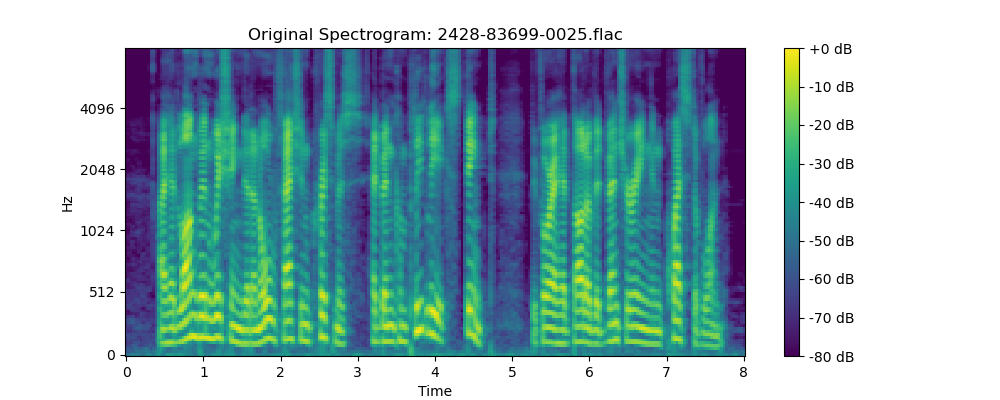 Original Spectrogram: 2428-83699-0025.flac
+0 dB
4096
-10 dB
-20 dB
2048
-30 dB
Hz
1024
-40 dB
-50 dB
512
-60 dB
-70 dB
0
-80 dB
0 1 2 3 4 5 6 7 8
Time